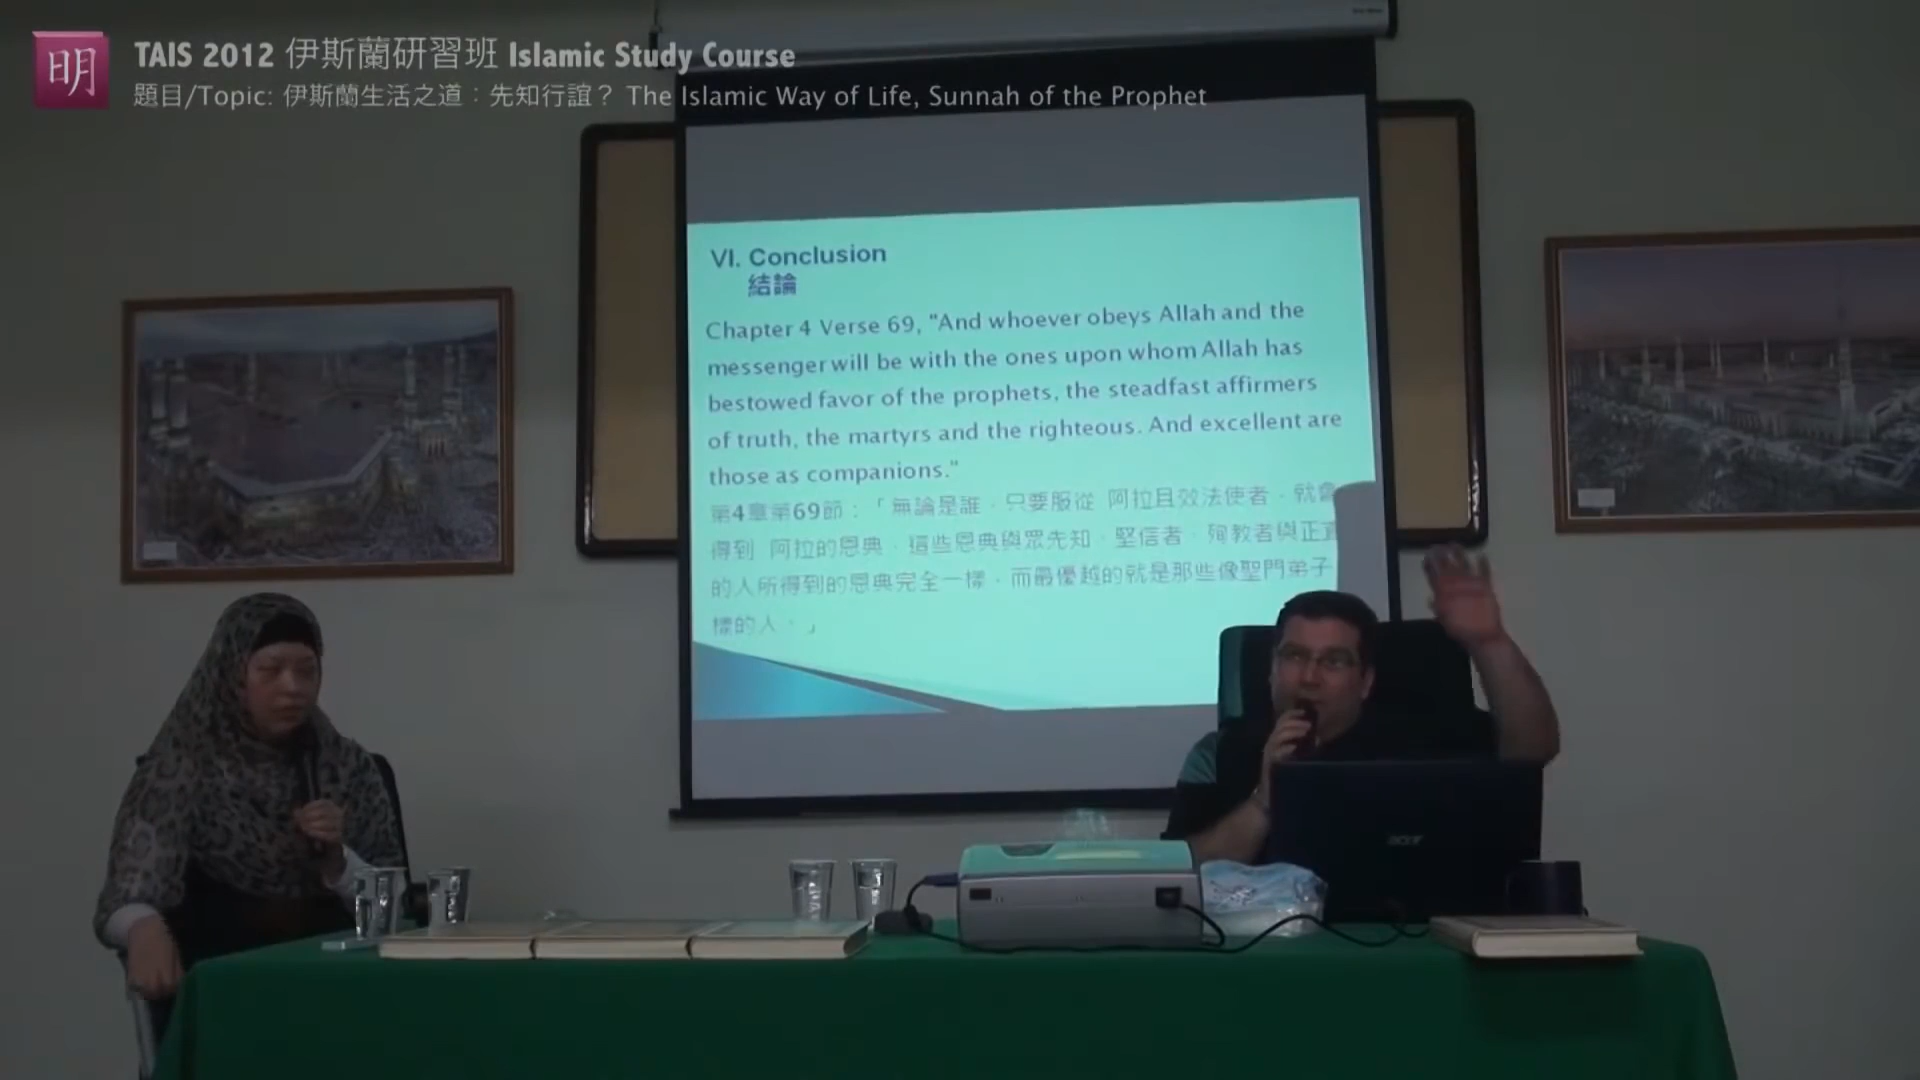 明
TAIS 2012 伊斯蘭研習班 Islamic Study Course
題目/Topic: 伊斯蘭生活之道：先知行誼？ The Islamic Way of Life, Sunnah of the Prophet
VI. Conclusion
結論
Chapter 4 Verse 69, "And whoever obeys Allah and the
messenger will be with the ones upon whom Allah has
bestowed favor of the prophets, the steadfast affirmers
of truth, the martyrs and the righteous. And excellent are
those as companions."
第4章第69節：「無論是誰，只要服從 阿拉且效法使者，就會
得到 阿拉的恩典，這些恩典與眾先知，堅信者，殉教者與正直
的人所得到的恩典完全一樣，而最優越的就是那些像聖門弟子
樣的人。」
acer